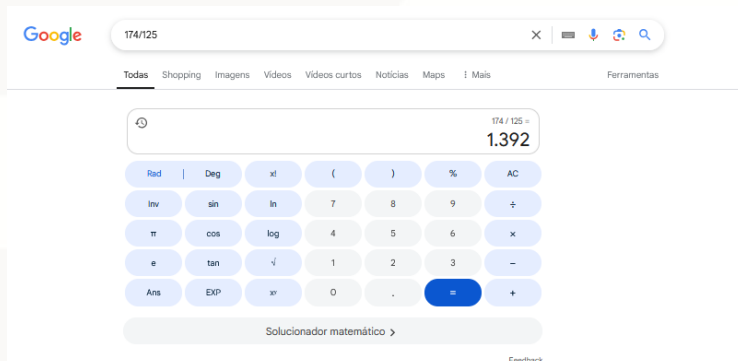 Google
174/125
Todas Shopping Imagens Vídeos Vídeos curtos Notícias Maps Mais Ferramentas
174 / 125 =
1.392
Rad | Deg x! ( ) % AC
Inv sin ln 7 8 9 ÷
π cos log 4 5 6 ×
e tan √ 1 2 3 −
Ans EXP xʸ 0 . = +
Solucionador matemático
Feedback